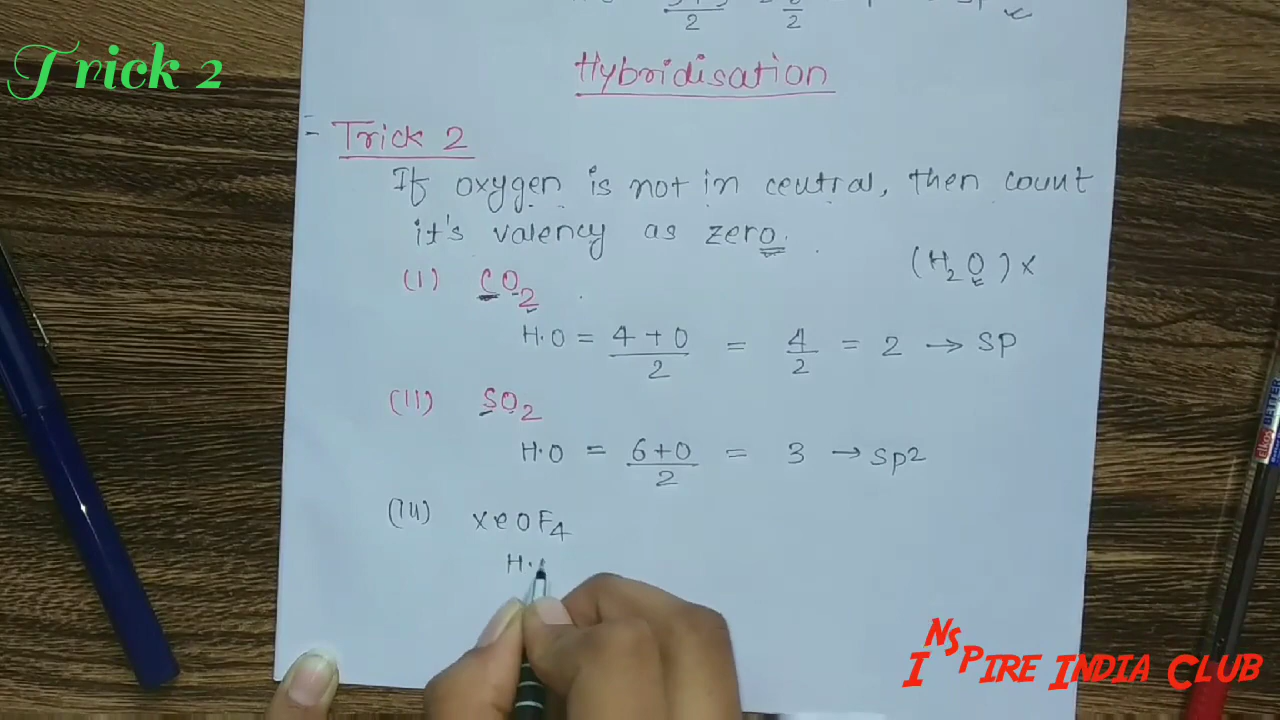 Trick 2
Hybridisation
Trick 2
If oxygen is not in central, then count
it's valency as zero.
(H2O) x
(I) CO2
H.O = 4+0/2 = 4/2 = 2 → SP
(II) SO2
H.O = 6+0/2 = 3 → SP2
(III) XeOF4
H.
INSPIRE INDIA CLUB